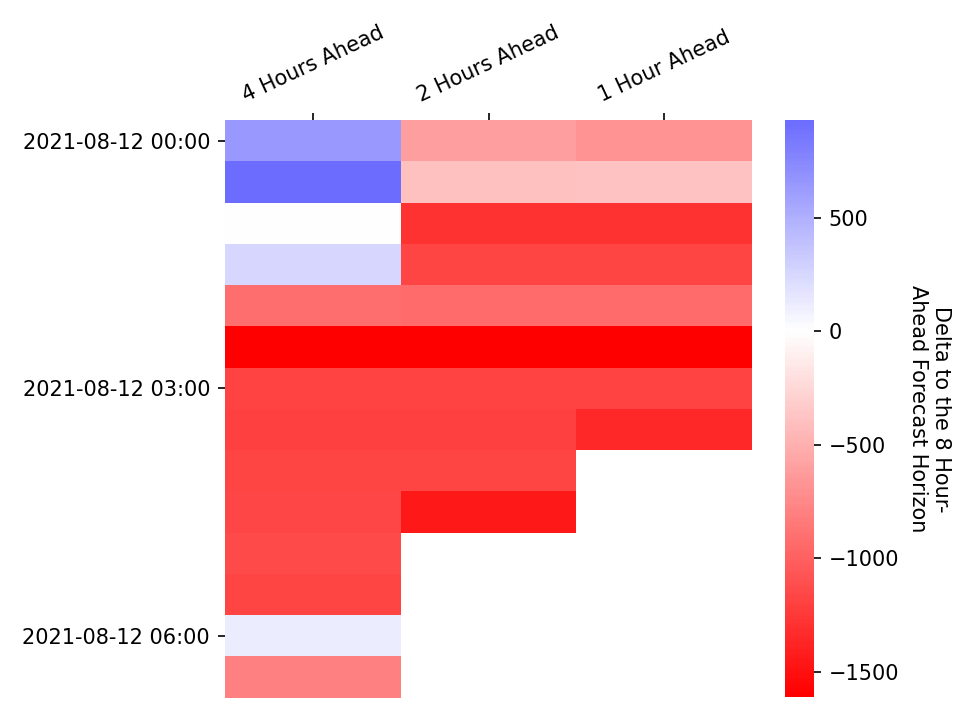 4 Hours Ahead
2 Hours Ahead
1 Hour Ahead
2021-08-12 00:00
2021-08-12 03:00
2021-08-12 06:00
500
0
−500
−1000
−1500
Delta to the 8 Hour-
Ahead Forecast Horizon